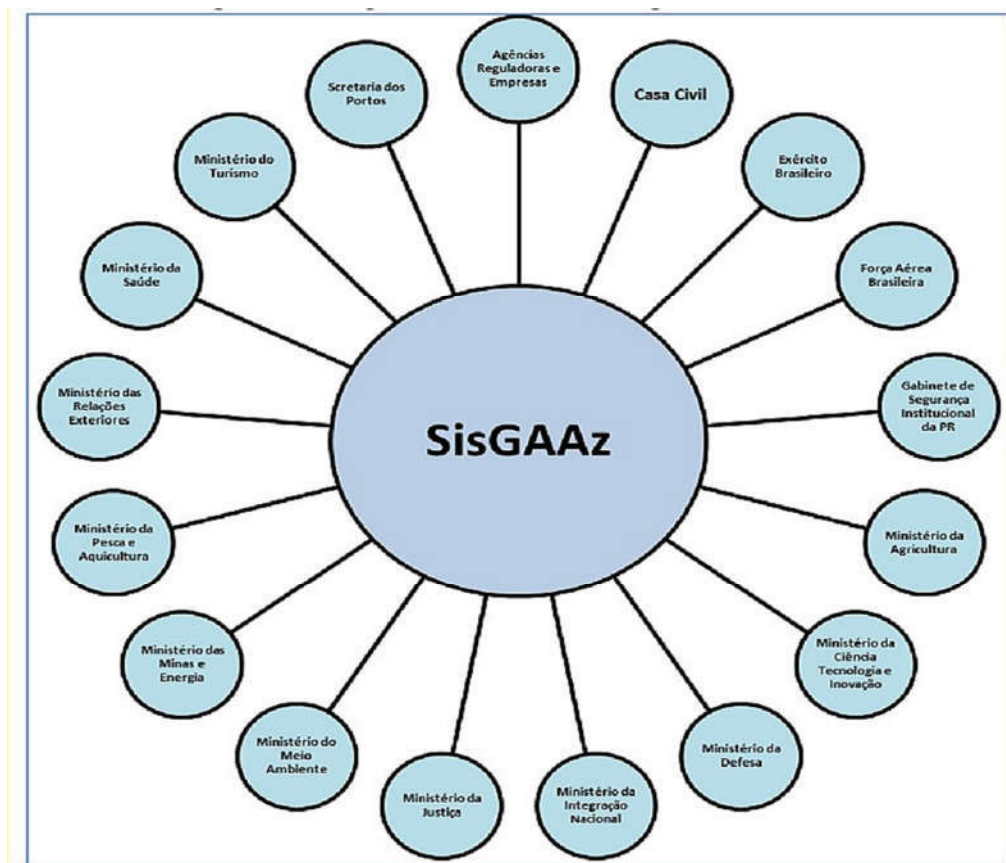 Agências
Reguladoras e
Empresas
Casa Civil
Exército
Brasileiro
Força Aérea
Brasileira
Gabinete de
Segurança
Institucional
da PR
Ministério da
Agricultura
Ministério da
Ciência
Tecnologia e
Inovação
Ministério da
Defesa
Ministério da
Integração
Nacional
Ministério da
Justiça
Ministério do
Meio
Ambiente
Ministério das
Minas e
Energia
Ministério da
Pesca e
Aquicultura
Ministério das
Relações
Exteriores
Ministério da
Saúde
Ministério do
Turismo
Scretaria dos
Portos
SisGAAz